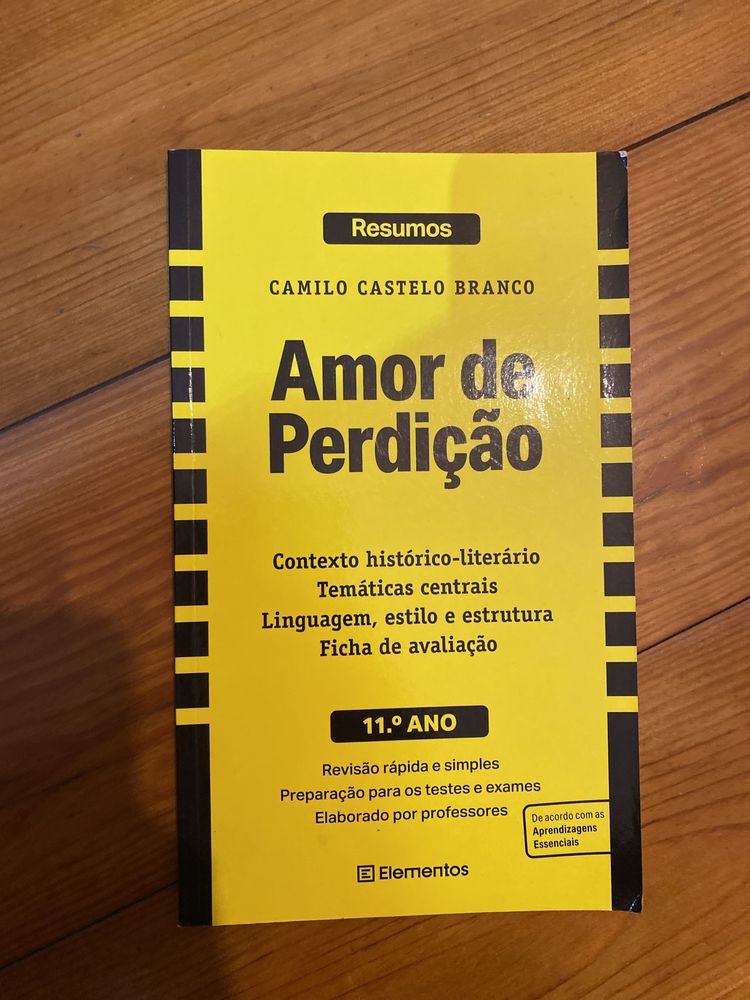 Resumos
CAMILO CASTELO BRANCO
Amor de
Perdição
Contexto histórico-literário
Temáticas centrais
Linguagem, estilo e estrutura
Ficha de avaliação
11.º ANO
Revisão rápida e simples
Preparação para os testes e exames
Elaborado por professores
De acordo com as
Aprendizagens
Essenciais
Elementos